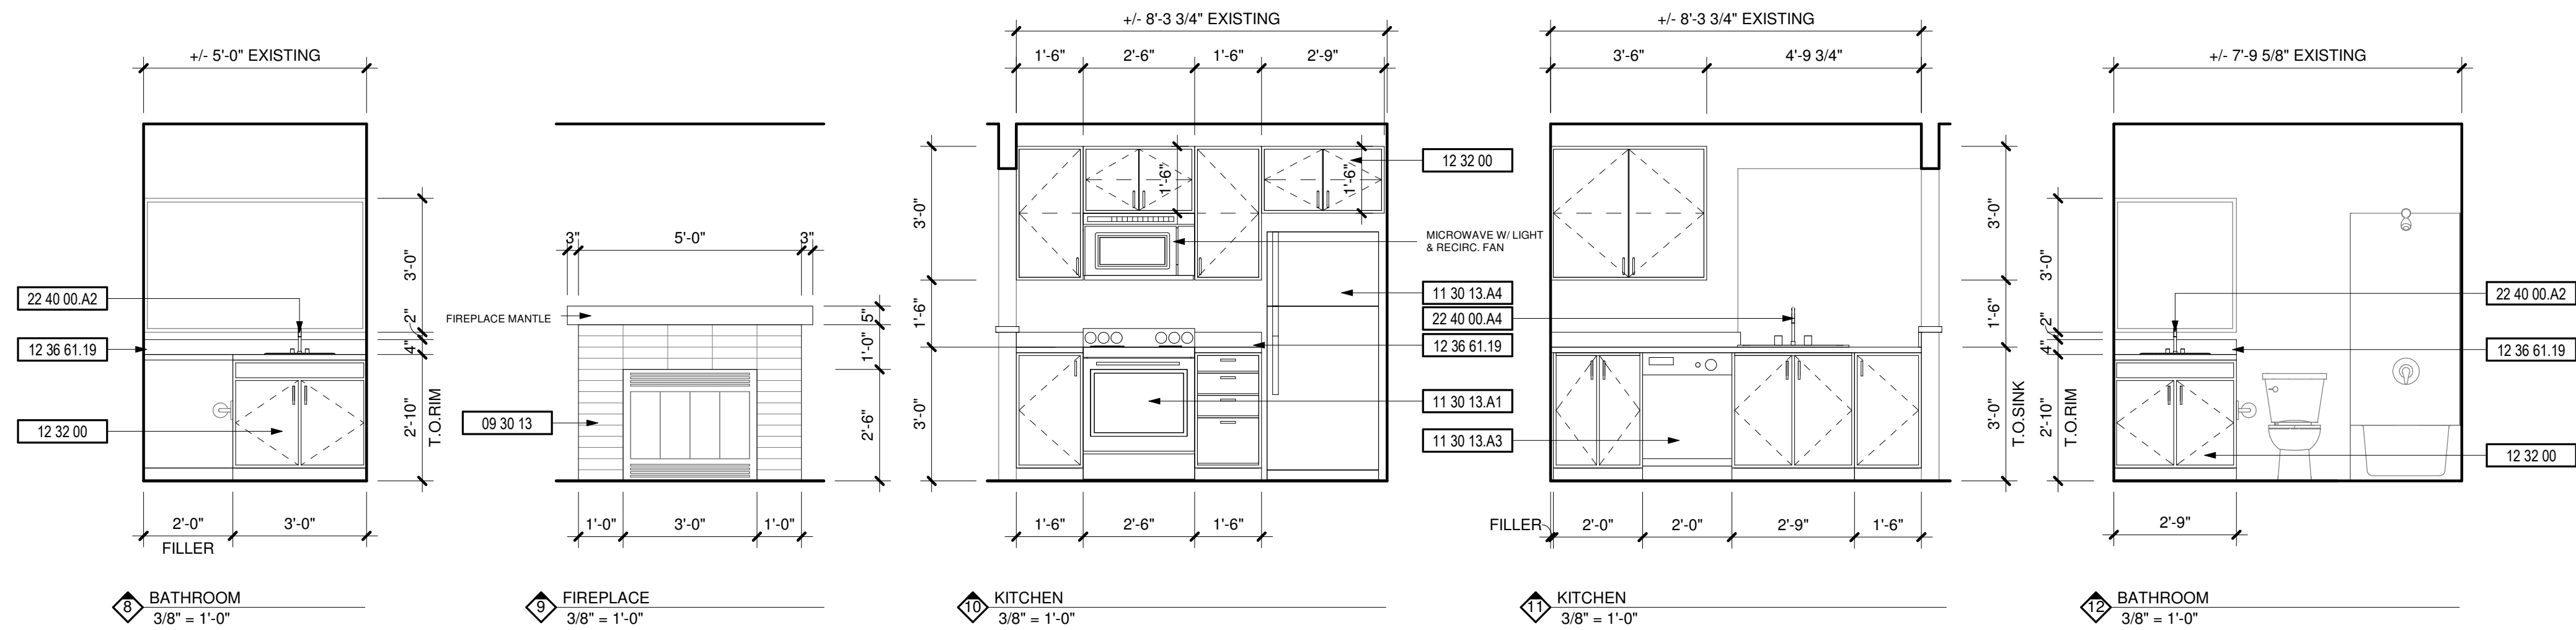 +/- 5'-0" EXISTING
22 40 00.A2
12 36 61.19
12 32 00
3'-0"
2"
4"
2'-10"
T.O.RIM
2'-0"
3'-0"
FILLER
8
BATHROOM
3/8" = 1'-0"
3"
5'-0"
3"
FIREPLACE MANTLE
5"
1'-0"
2'-6"
09 30 13
1'-0"
3'-0"
1'-0"
9
FIREPLACE
3/8" = 1'-0"
+/- 8'-3 3/4" EXISTING
1'-6"
2'-6"
1'-6"
2'-9"
3'-0"
1'-6"
3'-0"
1'-6"
1'-6"
12 32 00
MICROWAVE W/ LIGHT
& RECIRC. FAN
11 30 13.A4
22 40 00.A4
12 36 61.19
11 30 13.A1
11 30 13.A3
1'-6"
2'-6"
1'-6"
10
KITCHEN
3/8" = 1'-0"
+/- 8'-3 3/4" EXISTING
3'-6"
4'-9 3/4"
3'-0"
1'-6"
3'-0"
T.O.SINK
FILLER
2'-0"
2'-0"
2'-9"
1'-6"
11
KITCHEN
3/8" = 1'-0"
+/- 7'-9 5/8" EXISTING
3'-0"
2"
4"
2'-10"
T.O.RIM
22 40 00.A2
12 36 61.19
12 32 00
2'-9"
12
BATHROOM
3/8" = 1'-0"